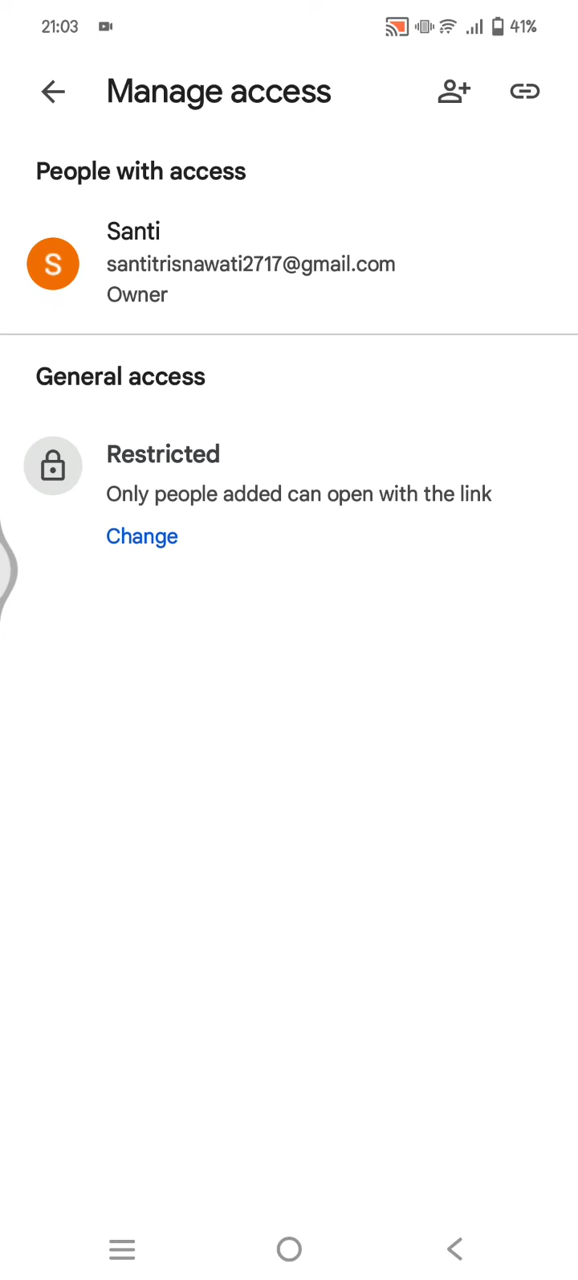 21:03
41%
Manage access
People with access
S
Santi
santitrisnawati2717@gmail.com
Owner
General access
Restricted
Only people added can open with the link
Change